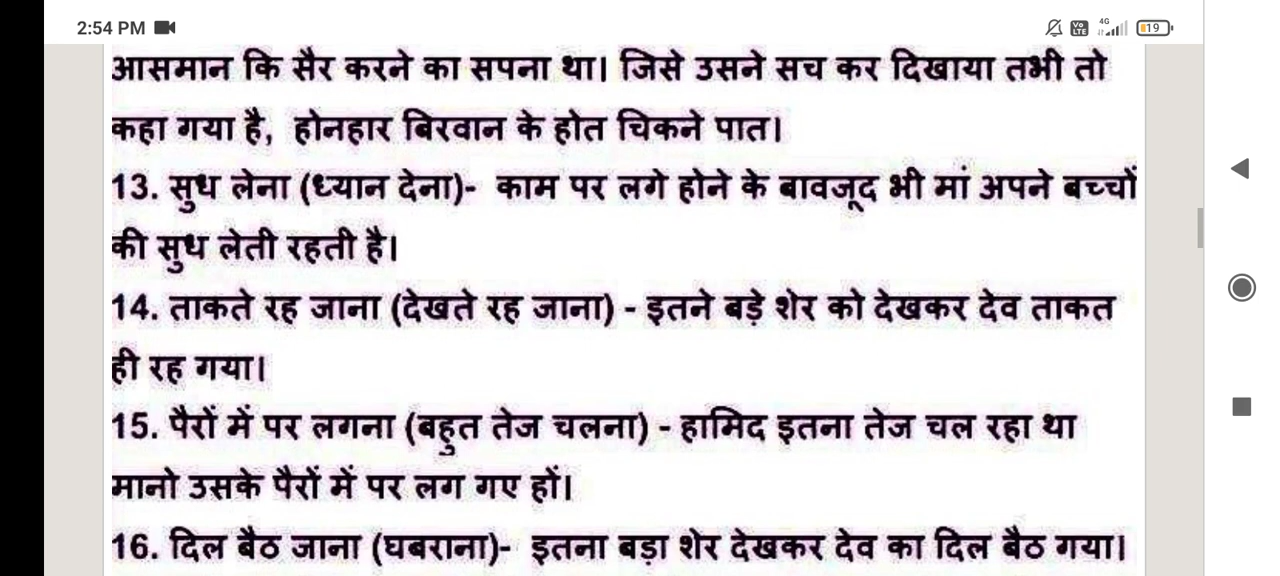 2:54 PM
Vo LTE 4G 19
आसमान कि सैर करने का सपना था। जिसे उसने सच कर दिखाया तभी तो
कहा गया है, होनहार बिरवान के होत चिकने पात।
13. सुध लेना (ध्यान देना)- काम पर लगे होने के बावजूद भी मां अपने बच्चों
की सुध लेती रहती है।
14. ताकते रह जाना (देखते रह जाना) - इतने बड़े शेर को देखकर देव ताकत
ही रह गया।
15. पैरों में पर लगना (बहुत तेज चलना) - हामिद इतना तेज चल रहा था
मानो उसके पैरों में पर लग गए हों।
16. दिल बैठ जाना (घबराना)- इतना बड़ा शेर देखकर देव का दिल बैठ गया।